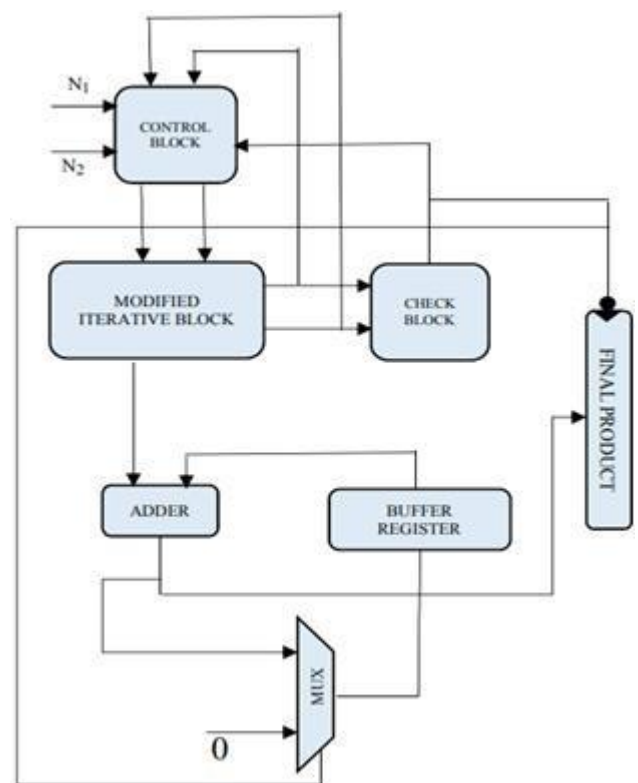 N1
CONTROL
BLOCK
N2
MODIFIED
ITERATIVE BLOCK
CHECK
BLOCK
FINAL PRODUCT
ADDER
BUFFER
REGISTER
MUX
0